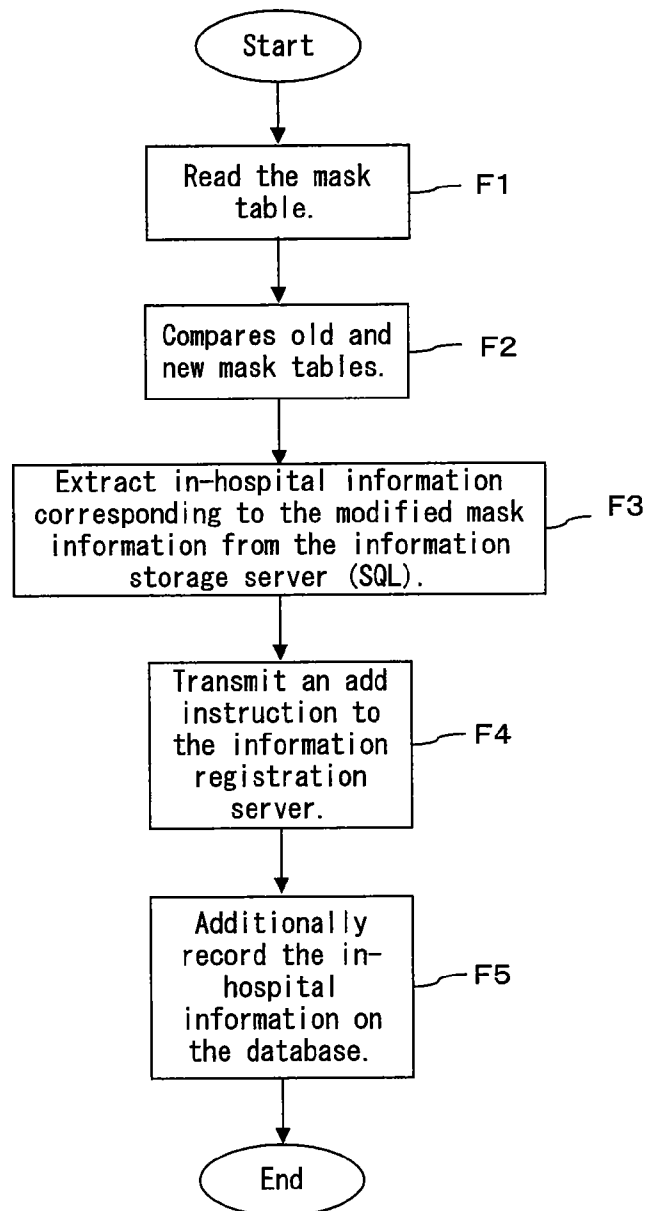 Start
Read the mask
table.
F1
Compares old and
new mask tables.
F2
Extract in-hospital information
corresponding to the modified mask
information from the information
storage server (SQL).
F3
Transmit an add
instruction to
the information
registration
server.
F4
Additionally
record the in-
hospital
information on
the database.
F5
End